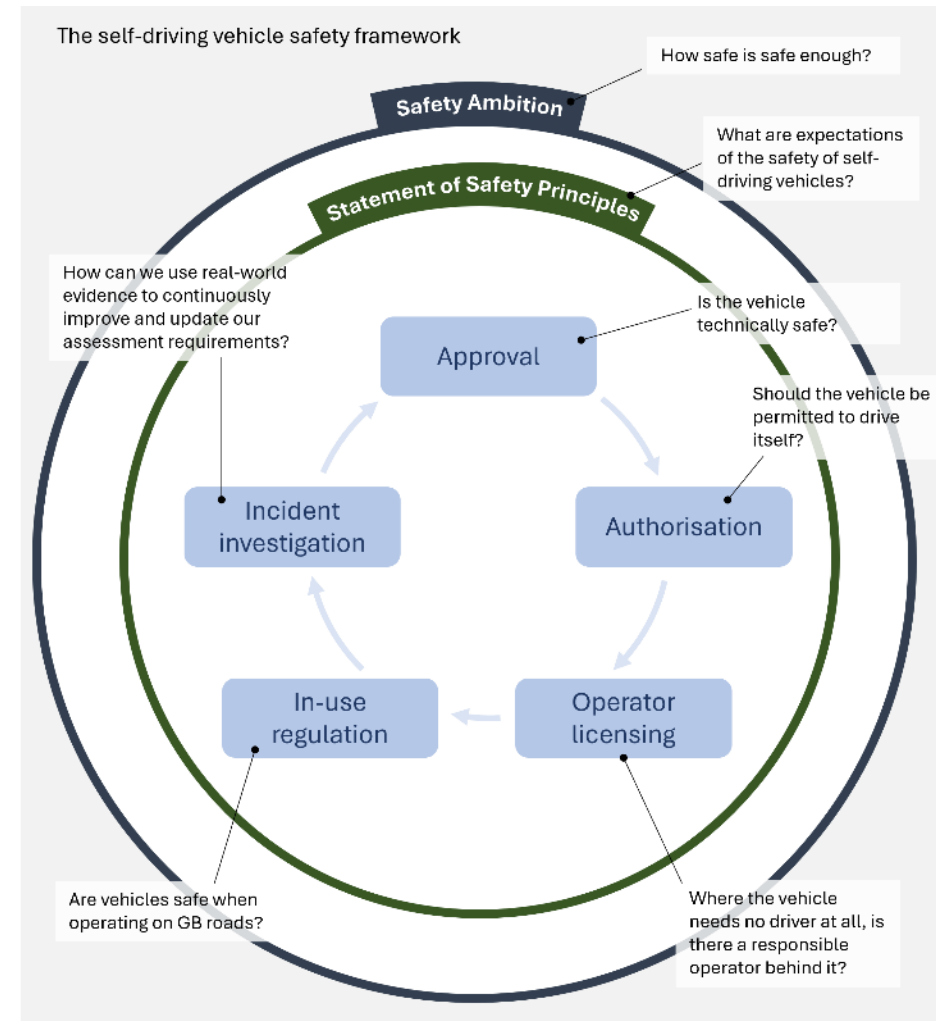 The self-driving vehicle safety framework
How safe is safe enough?
Safety Ambition
What are expectations
of the safety of self-
driving vehicles?
Statement of Safety Principles
How can we use real-world
evidence to continuously
improve and update our
assessment requirements?
Is the vehicle
technically safe?
Approval
Should the vehicle be
permitted to drive
itself?
Incident
investigation
Authorisation
In-use
regulation
Operator
licensing
Are vehicles safe when
operating on GB roads?
Where the vehicle
needs no driver at all, is
there a responsible
operator behind it?